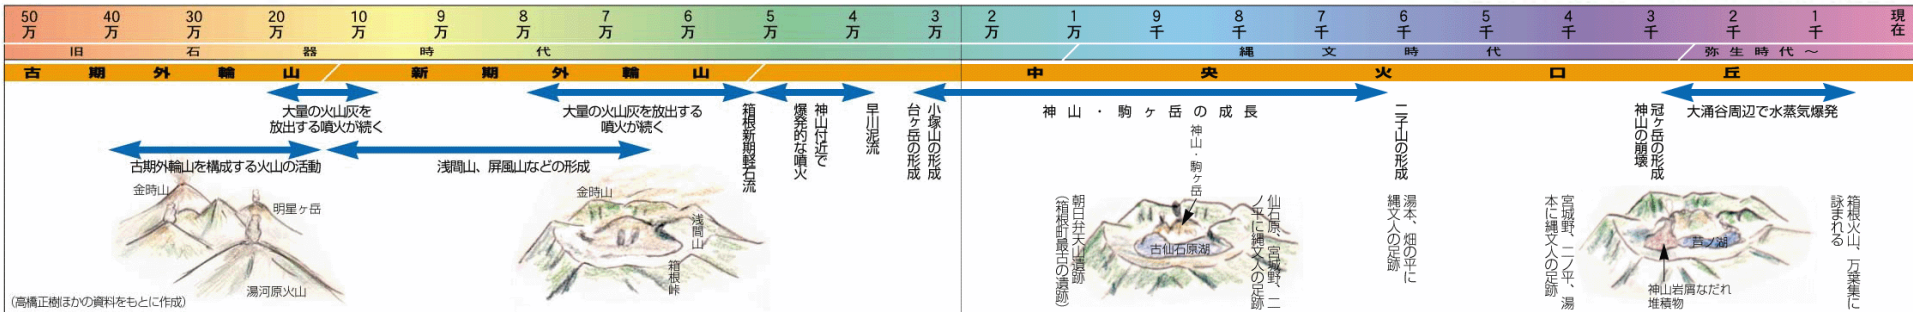 50万 40万 30万 20万 10万 9万 8万 7万 6万 5万 4万 3万 2万 1万 9千 8千 7千 6千 5千 4千 3千 2千 1千 現在
旧石器時代 縄文時代 弥生時代～
古期外輪山 新期外輪山 中央火口丘
大量の火山灰を
放出する噴火が続く
古期外輪山を構成する火山の活動
金時山
明星ヶ岳
湯河原火山
(高橋正樹ほかの資料をもとに作成)
大量の火山灰を放出する
噴火が続く
浅間山、屏風山などの形成
金時山
浅間山
箱根峠
箱根新期軽石流
神山付近で
爆発的な噴火
早川泥流
小塚山の形成
台ヶ岳の形成
神山・駒ヶ岳の成長
神山・駒ヶ岳
古仙石原湖
朝日弁天山遺跡
(箱根町最古の遺跡)
仙石原、宮城野、二
ノ平に縄文人の足跡
二子山の形成
湯本、畑の平に
縄文人の足跡
冠ヶ岳の形成
神山の崩壊
宮城野、二ノ平、湯
本に縄文人の足跡
大涌谷周辺で水蒸気爆発
芦ノ湖
神山岩屑なだれ
堆積物
箱根火山、万葉集に
詠まれる